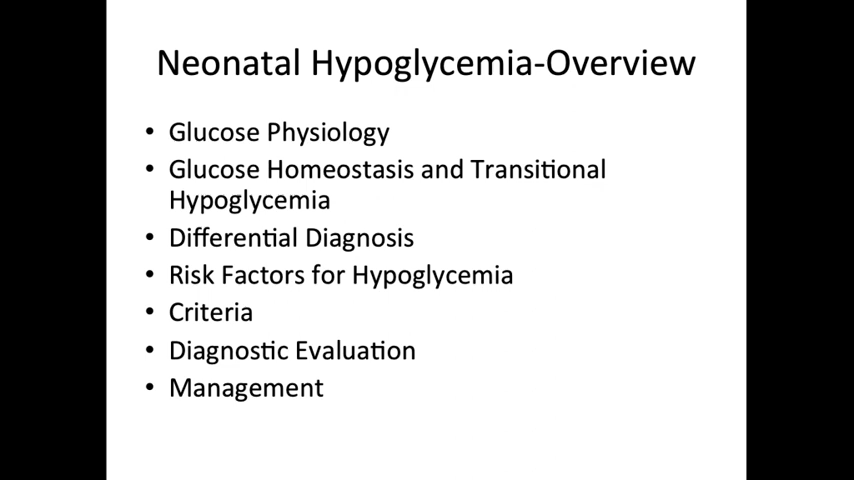 Neonatal Hypoglycemia-Overview
• Glucose Physiology
• Glucose Homeostasis and Transitional
Hypoglycemia
• Differential Diagnosis
• Risk Factors for Hypoglycemia
• Criteria
• Diagnostic Evaluation
• Management